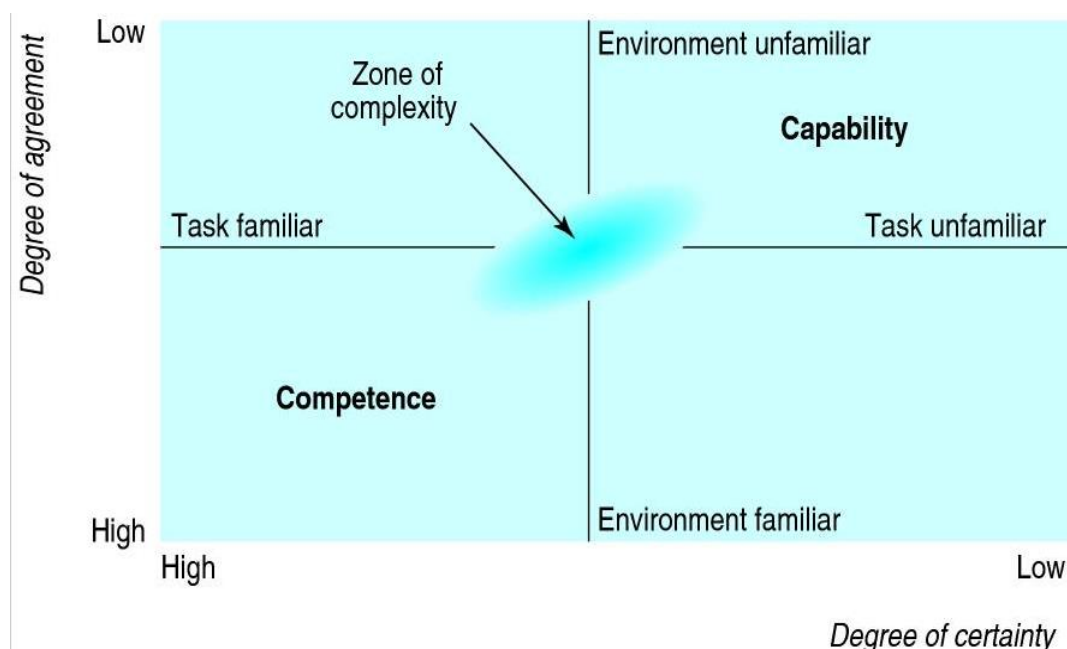 Degree of agreement
Low
Environment unfamiliar
Zone of
complexity
Capability
Task familiar
Task unfamiliar
Competence
High
Environment familiar
High
Low
Degree of certainty